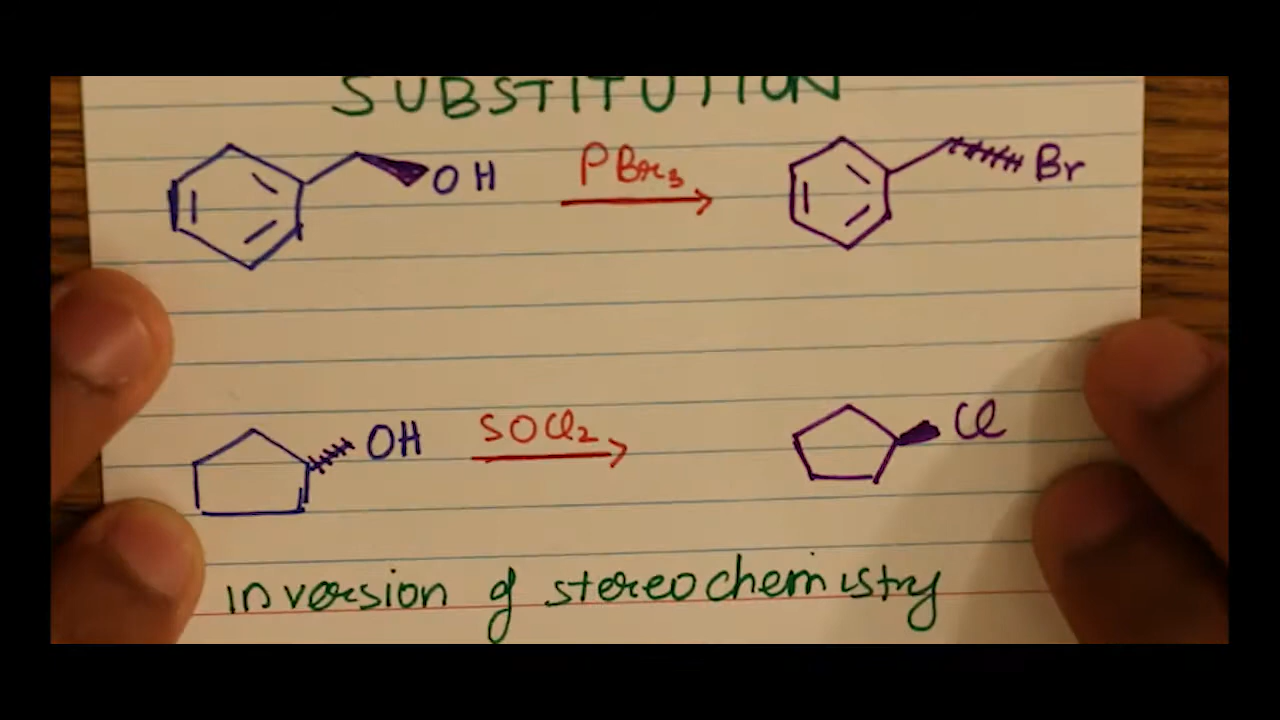 SUBSTITUTION
OH PBr₃ Br
OH SOCl₂ Cl
inversion of stereochemistry